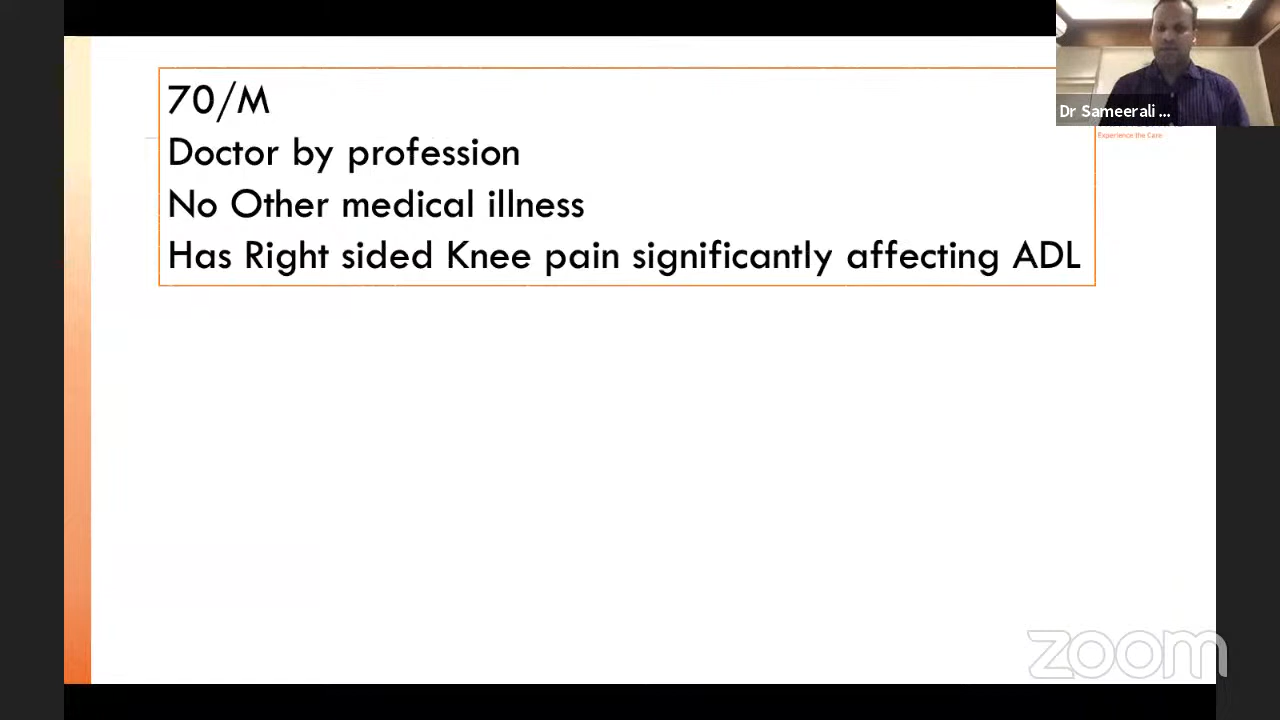 70/M
Doctor by profession
No Other medical illness
Has Right sided Knee pain significantly affecting ADL
Dr Sameerali ...
Experience the Care
zoom